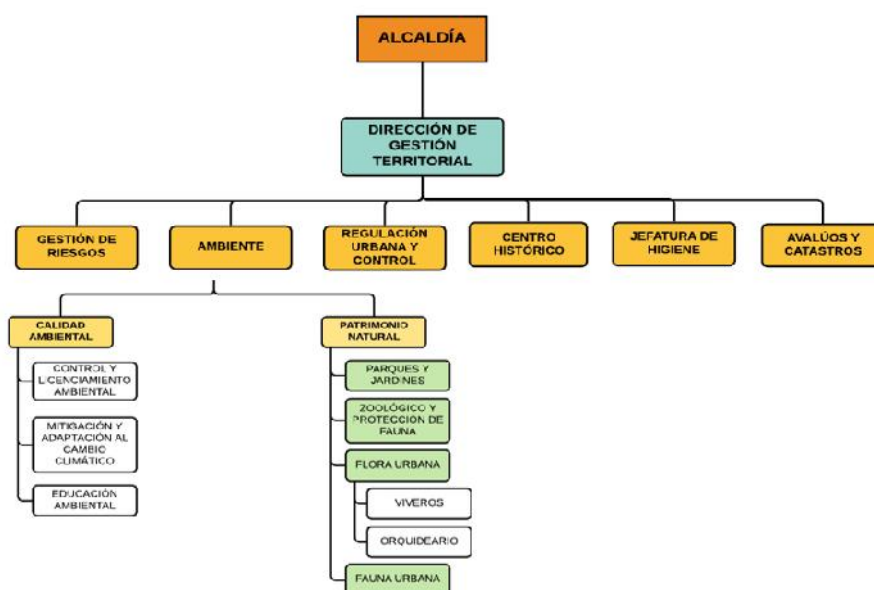 ALCALDÍA
DIRECCIÓN DE
GESTIÓN
TERRITORIAL
GESTIÓN DE
RIESGOS
AMBIENTE
REGULACIÓN
URBANA Y
CONTROL
CENTRO
HISTÓRICO
JEFATURA DE
HIGIENE
AVALÚOS Y
CATASTROS
CALIDAD
AMBIENTAL
CONTROL Y
LICENCIAMIENTO
AMBIENTAL
MITIGACIÓN Y
ADAPTACIÓN AL
CAMBIO
CLIMÁTICO
EDUCACIÓN
AMBIENTAL
PATRIMONIO
NATURAL
PARQUES Y
JARDINES
ZOOLÓGICO Y
PROTECCION DE
FAUNA
FLORA URBANA
VIVEROS
ORQUIDEARIO
FAUNA URBANA